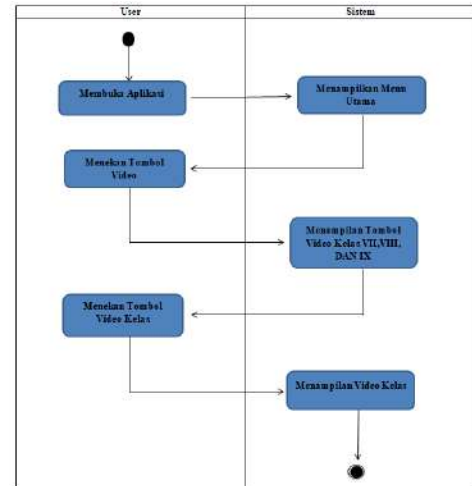 User
Sistem
Membuka Aplikasi
Menampilkan Menu
Utama
Menekan Tombol
Video
Menampilan Tombol
Video Kelas VII,VIII,
DAN IX
Menekan Tombol
Video Kelas
Menampilan Video Kelas